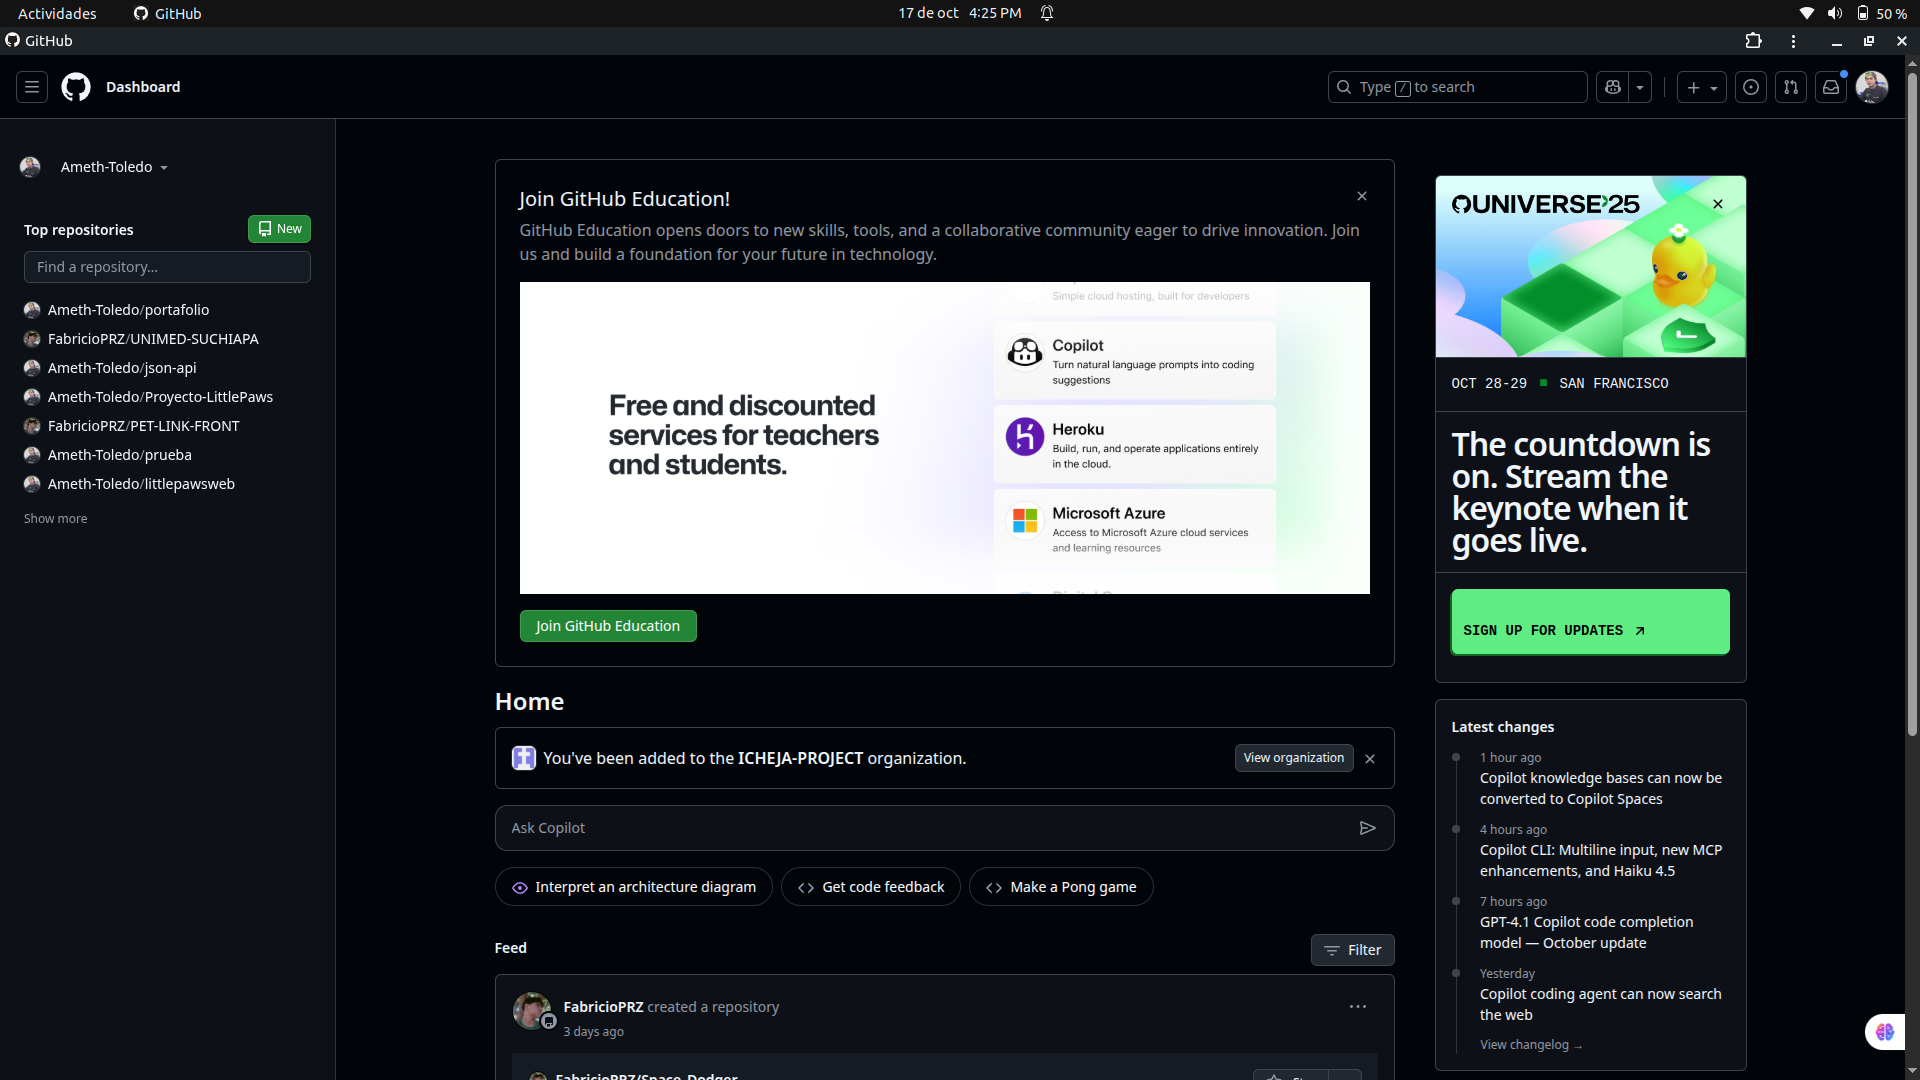 Actividades
GitHub
17 de oct 4:25 PM
50 %
GitHub
Dashboard
Type / to search
Ameth-Toledo
Top repositories
New
Find a repository...
Ameth-Toledo/portafolio
FabricioPRZ/UNIMED-SUCHIAPA
Ameth-Toledo/json-api
Ameth-Toledo/Proyecto-LittlePaws
FabricioPRZ/PET-LINK-FRONT
Ameth-Toledo/prueba
Ameth-Toledo/littlepawsweb
Show more
Join GitHub Education!
GitHub Education opens doors to new skills, tools, and a collaborative community eager to drive innovation. Join
us and build a foundation for your future in technology.
Free and discounted
services for teachers
and students.
Simple cloud hosting, built for developers
Copilot
Turn natural language prompts into coding
suggestions
Heroku
Build, run, and operate applications entirely
in the cloud.
Microsoft Azure
Access to Microsoft Azure cloud services
and learning resources
Join GitHub Education
Home
You've been added to the ICHEJA-PROJECT organization.
View organization
Ask Copilot
Interpret an architecture diagram
Get code feedback
Make a Pong game
Feed
Filter
FabricioPRZ created a repository
3 days ago
FabricioPRZ/Space_Dodger
UNIVERSE'25
OCT 28-29 SAN FRANCISCO
The countdown is
on. Stream the
keynote when it
goes live.
SIGN UP FOR UPDATES
Latest changes
1 hour ago
Copilot knowledge bases can now be
converted to Copilot Spaces
4 hours ago
Copilot CLI: Multiline input, new MCP
enhancements, and Haiku 4.5
7 hours ago
GPT-4.1 Copilot code completion
model — October update
Yesterday
Copilot coding agent can now search
the web
View changelog →